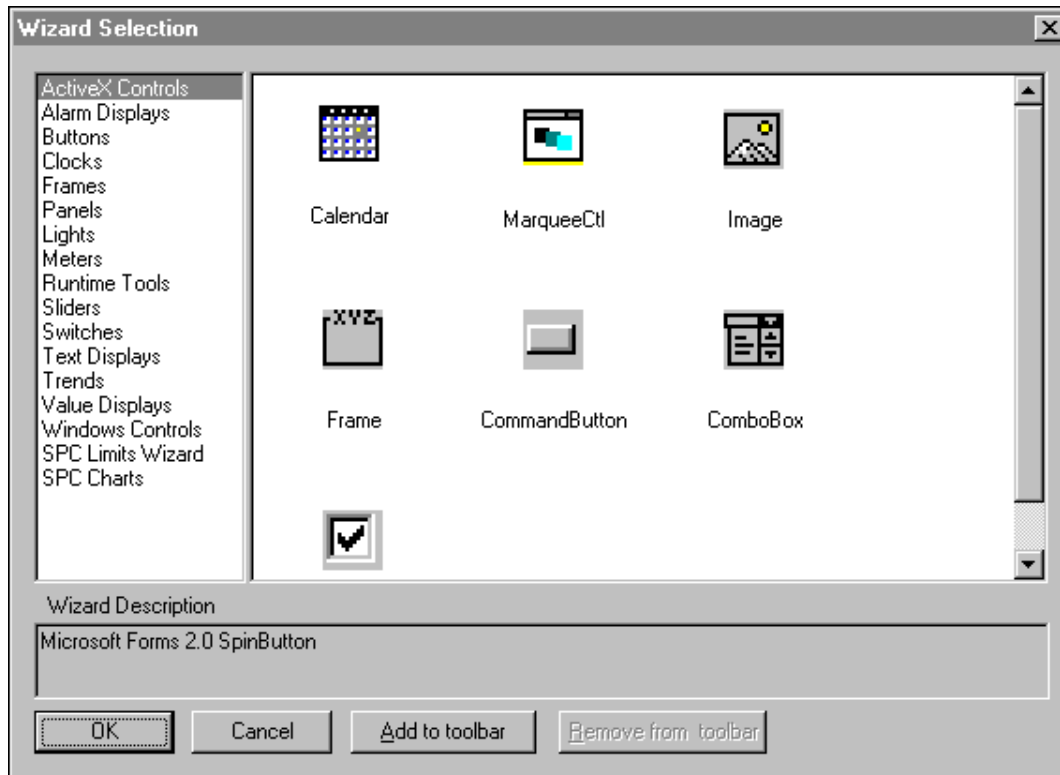 Wizard Selection
ActiveX Controls
Alarm Displays
Buttons
Clocks
Frames
Panels
Lights
Meters
Runtime Tools
Sliders
Switches
Text Displays
Trends
Value Displays
Windows Controls
SPC Limits Wizard
SPC Charts
Calendar
MarqueeCtl
Image
XYZ
Frame
CommandButton
ComboBox
Wizard Description
Microsoft Forms 2.0 SpinButton
OK
Cancel
Add to toolbar
Remove from toolbar